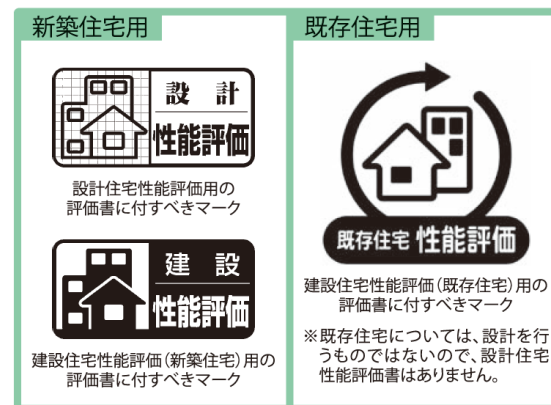 新築住宅用
設 計
性能評価
設計住宅性能評価用の
評価書に付すべきマーク
建 設
性能評価
建設住宅性能評価(新築住宅)用の
評価書に付すべきマーク
既存住宅用
既存住宅 性能評価
建設住宅性能評価(既存住宅)用の
評価書に付すべきマーク
※既存住宅については、設計を行
うものではないので、設計住宅
性能評価書はありません。